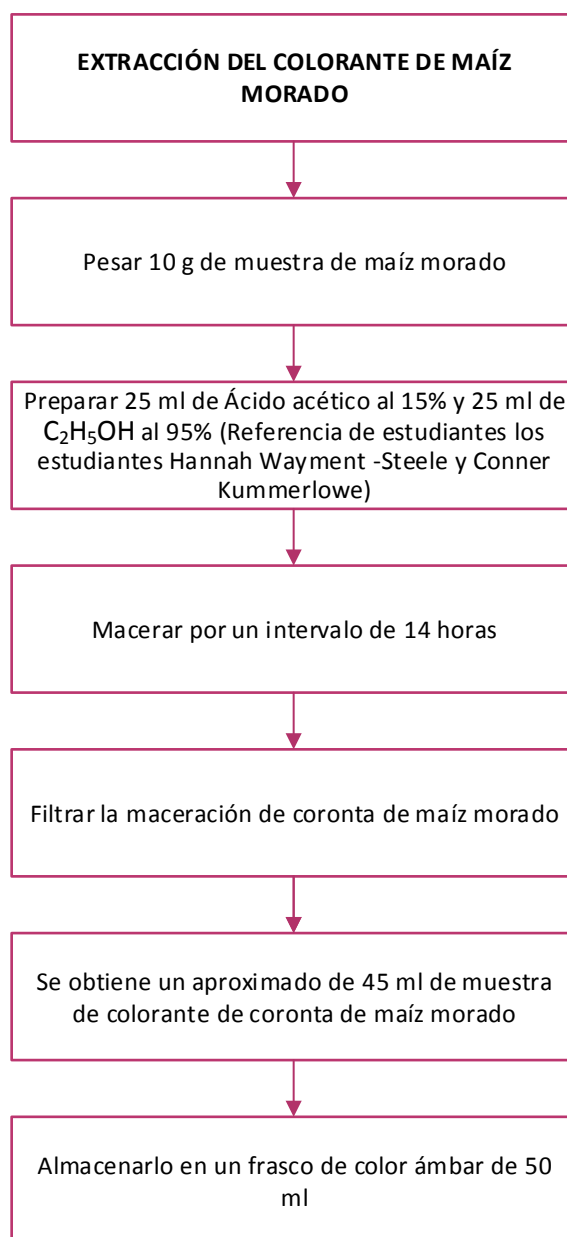 EXTRACCIÓN DEL COLORANTE DE MAÍZ
MORADO
Pesar 10 g de muestra de maíz morado
Preparar 25 ml de Ácido acético al 15% y 25 ml de
C₂H₅OH al 95% (Referencia de estudiantes los
estudiantes Hannah Wayment -Steele y Conner
Kummerlowe)
Macerar por un intervalo de 14 horas
Filtrar la maceración de coronta de maíz morado
Se obtiene un aproximado de 45 ml de muestra
de colorante de coronta de maíz morado
Almacenarlo en un frasco de color ámbar de 50
ml